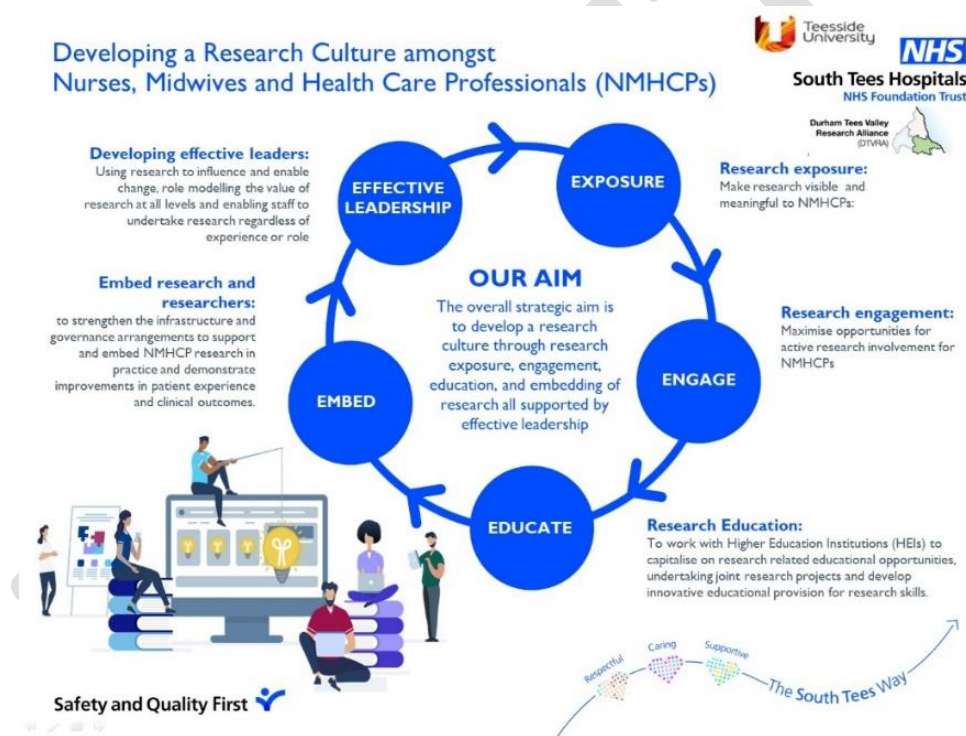 Developing a Research Culture amongst
Nurses, Midwives and Health Care Professionals (NMHCPs)
Teesside
University
NHS
South Tees Hospitals
NHS Foundation Trust
Durham Tees Valley
Research Alliance
(DTVRA)
Developing effective leaders:
Using research to influence and enable
change, role modelling the value of
research at all levels and enabling staff to
undertake research regardless of
experience or role
EFFECTIVE
LEADERSHIP
EXPOSURE
Research exposure:
Make research visible and
meaningful to NMHCPs:
Embed research and
researchers:
to strengthen the infrastructure and
governance arrangements to support
and embed NMHCP research in
practice and demonstrate
improvements in patient experience
and clinical outcomes.
OUR AIM
The overall strategic aim is
to develop a research
culture through research
exposure, engagement,
education, and embedding of
research all supported by
effective leadership
Research engagement:
Maximise opportunities for
active research involvement for
NMHCPs
ENGAGE
EMBED
EDUCATE
Research Education:
To work with Higher Education Institutions (HEIs) to
capitalise on research related educational opportunities,
undertaking joint research projects and develop
innovative educational provision for research skills.
Respectful
Caring
Supportive
The South Tees Way
Safety and Quality First